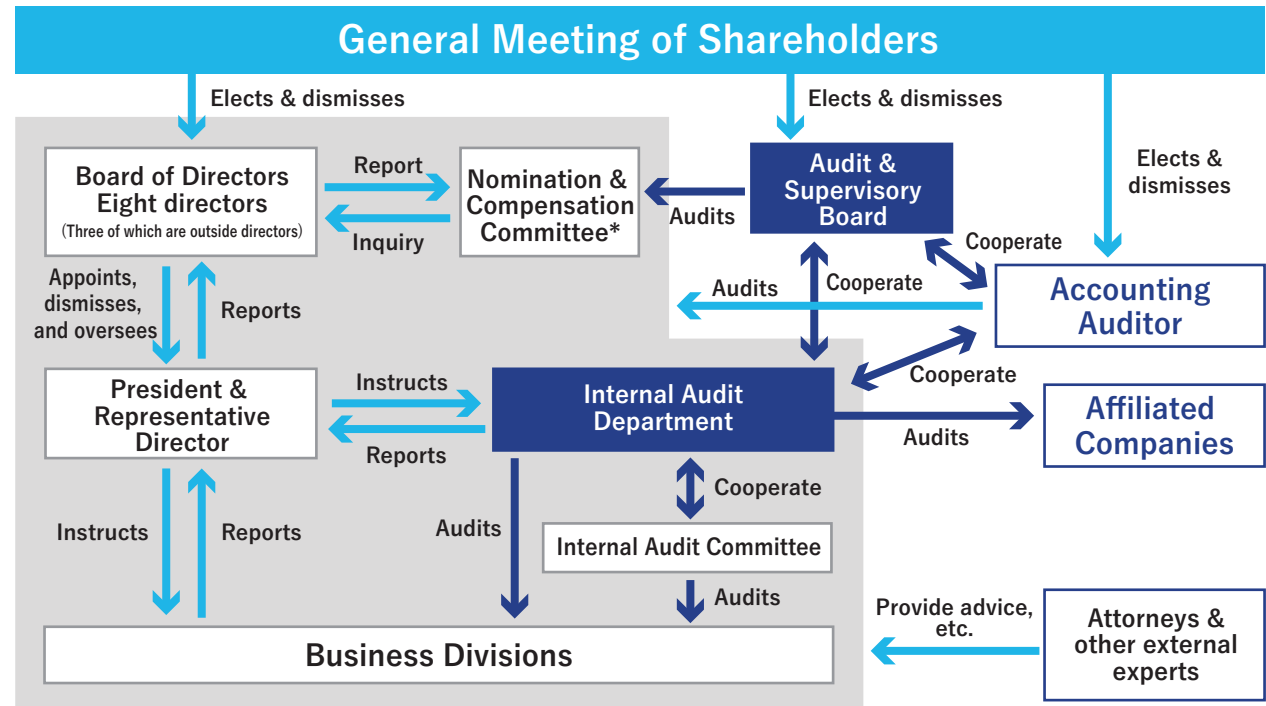 General Meeting of Shareholders
Elects & dismisses
Elects & dismisses
Elects &
dismisses
Board of Directors
Eight directors
(Three of which are outside directors)
Report
Inquiry
Nomination &
Compensation
Committee*
Audits
Audit &
Supervisory
Board
Cooperate
Cooperate
Audits
Accounting
Auditor
Appoints,
dismisses,
and oversees
Reports
Cooperate
President &
Representative
Director
Instructs
Reports
Internal Audit
Department
Audits
Affiliated
Companies
Instructs
Reports
Audits
Cooperate
Internal Audit Committee
Audits
Business Divisions
Provide advice,
etc.
Attorneys &
other external
experts